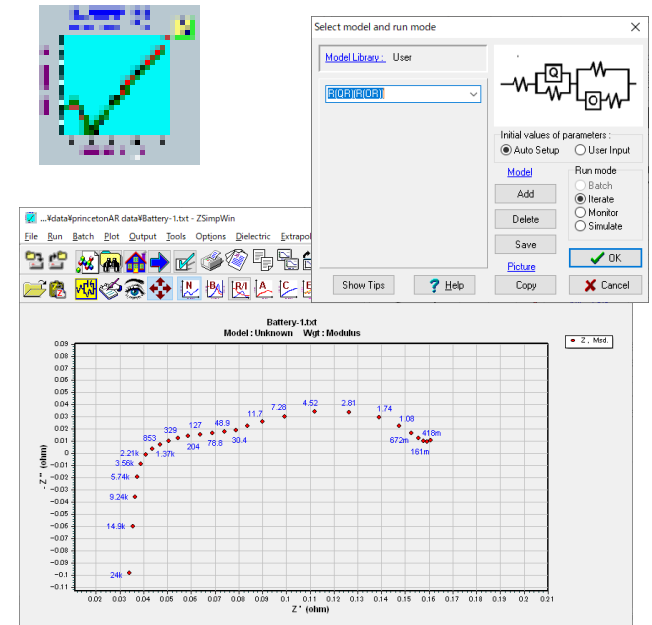 Select model and run mode
Model Library : User
R(QR)(R(QR))
Q
Q
Initial values of parameters :
Auto Setup User Input
Model
Add
Delete
Save
Picture
Copy
Run mode
Batch
Iterate
Monitor
Simulate
OK
Cancel
Show Tips
? Help
...¥data¥princetonAR data¥Battery-1.txt - ZSimpWin
File Run Batch Plot Output Tools Options Dielectric Extrapol
N B R/I A C E
Battery-1.txt
Model : Unknown Wgt : Modulus
Z , Msd.
0.09
0.08
0.07
0.06
0.05
0.04
0.03
0.02
0.01
0
-0.01
-0.02
-0.03
-0.04
-0.05
-0.06
-0.07
-0.08
-0.09
-0.1
-0.11
- Z '' (ohm)
24k
14.9k
9.24k
5.74k
3.56k
2.21k
1.37k
853
329
204
127
78.8
48.9
30.4
11.7
7.28
4.52
2.81
1.74
1.08
672m
418m
161m
0.02 0.03 0.04 0.05 0.06 0.07 0.08 0.09 0.1 0.11 0.12 0.13 0.14 0.15 0.16 0.17 0.18 0.19 0.2 0.21
Z ' (ohm)